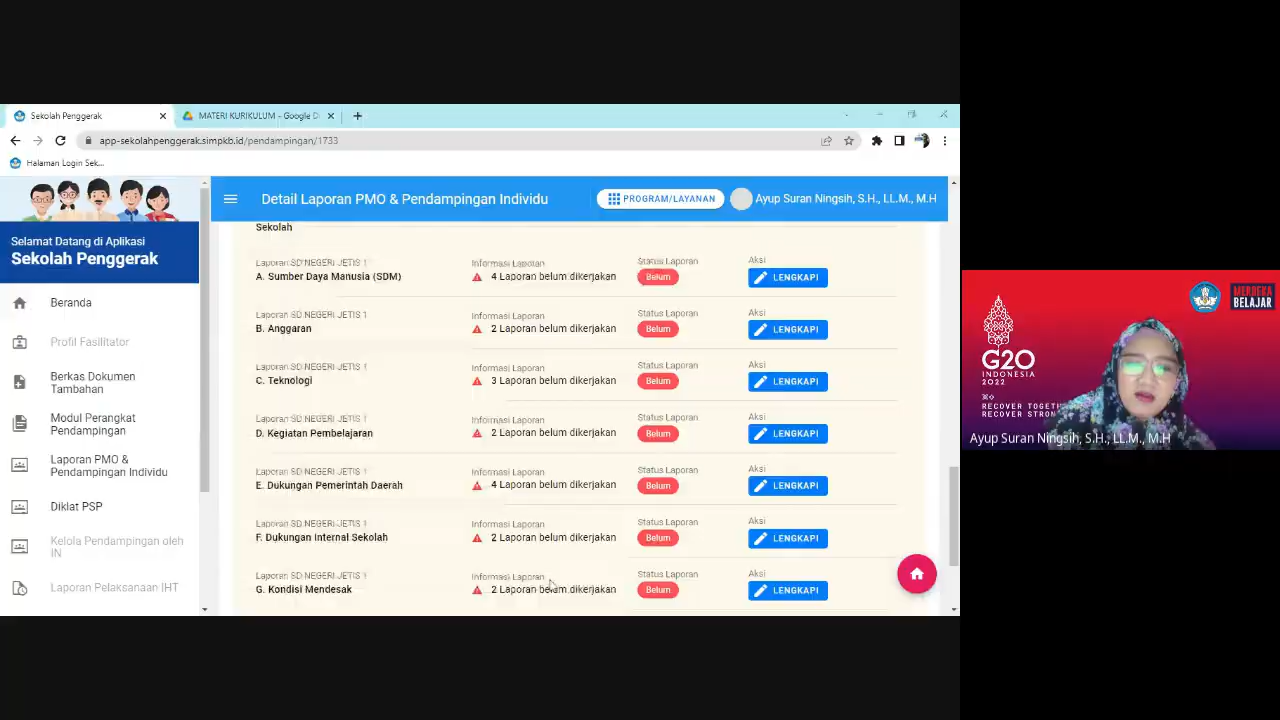 Sekolah Penggerak
MATERI KURIKULUM - Google D
app-sekolahpenggerak.simpkb.id/pendampingan/1733
Halaman Login Sek...
Selamat Datang di Aplikasi
Sekolah Penggerak
Beranda
Profil Fasilitator
Berkas Dokumen
Tambahan
Modul Perangkat
Pendampingan
Laporan PMO &
Pendampingan Individu
Diklat PSP
Kelola Pendampingan oleh
IN
Laporan Pelaksanaan IHT
Detail Laporan PMO & Pendampingan Individu
PROGRAM/LAYANAN
Ayup Suran Ningsih, S.H., LL.M., M.H
Sekolah
Laporan SD NEGERI JETIS 1 Informasi Laporan Status Laporan Aksi
A. Sumber Daya Manusia (SDM) 4 Laporan belum dikerjakan Belum LENGKAPI
Laporan SD NEGERI JETIS 1 Informasi Laporan Status Laporan Aksi
B. Anggaran 2 Laporan belum dikerjakan Belum LENGKAPI
Laporan SD NEGERI JETIS 1 Informasi Laporan Status Laporan Aksi
C. Teknologi 3 Laporan belum dikerjakan Belum LENGKAPI
Laporan SD NEGERI JETIS 1 Informasi Laporan Status Laporan Aksi
D. Kegiatan Pembelajaran 2 Laporan belum dikerjakan Belum LENGKAPI
Laporan SD NEGERI JETIS 1 Informasi Laporan Status Laporan Aksi
E. Dukungan Pemerintah Daerah 4 Laporan belum dikerjakan Belum LENGKAPI
Laporan SD NEGERI JETIS 1 Informasi Laporan Status Laporan Aksi
F. Dukungan Internal Sekolah 2 Laporan belum dikerjakan Belum LENGKAPI
Laporan SD NEGERI JETIS 1 Informasi Laporan Status Laporan Aksi
G. Kondisi Mendesak 2 Laporan belum dikerjakan Belum LENGKAPI
MERDEKA
BELAJAR
G20
INDONESIA
2022
RECOVER TOGETH
RECOVER STRON
Ayup Suran Ningsih, S.H., LL.M., M.H